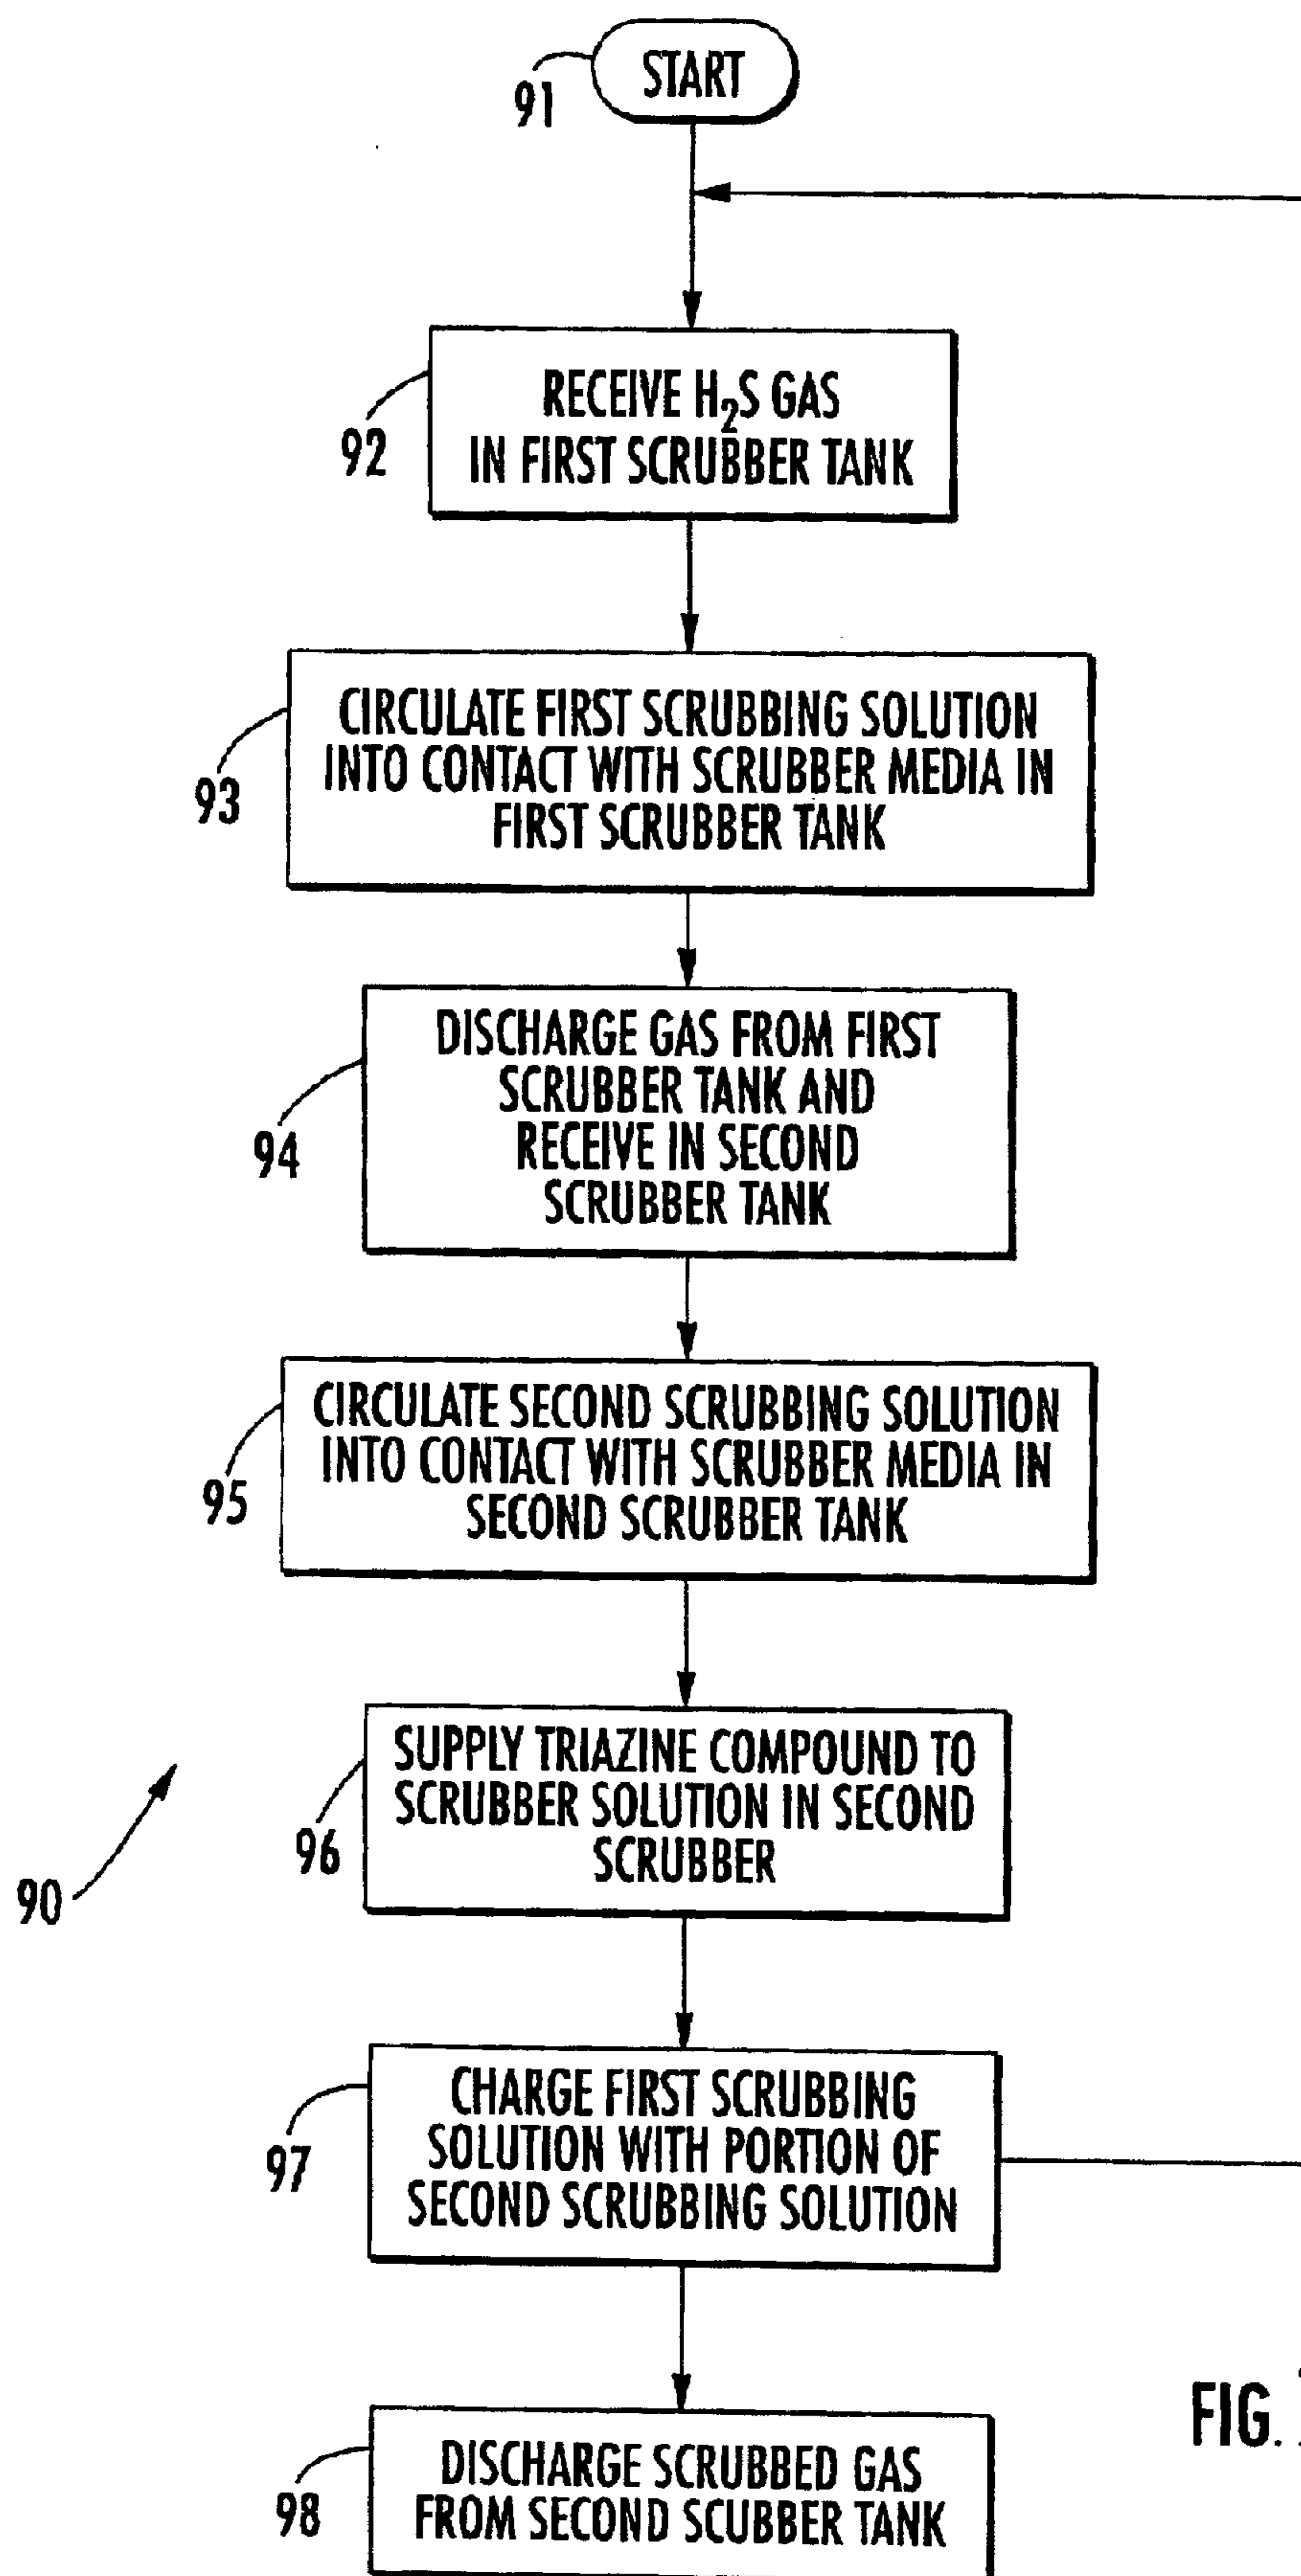 START
91
RECEIVE H₂S GAS
IN FIRST SCRUBBER TANK
92
CIRCULATE FIRST SCRUBBING SOLUTION
INTO CONTACT WITH SCRUBBER MEDIA IN
FIRST SCRUBBER TANK
93
DISCHARGE GAS FROM FIRST
SCRUBBER TANK AND
RECEIVE IN SECOND
SCRUBBER TANK
94
CIRCULATE SECOND SCRUBBING SOLUTION
INTO CONTACT WITH SCRUBBER MEDIA IN
SECOND SCRUBBER TANK
95
SUPPLY TRIAZINE COMPOUND TO
SCRUBBER SOLUTION IN SECOND
SCRUBBER
96
90
CHARGE FIRST SCRUBBING
SOLUTION WITH PORTION OF
SECOND SCRUBBING SOLUTION
97
DISCHARGE SCRUBBED GAS
FROM SECOND SCUBBER TANK
98
FIG.